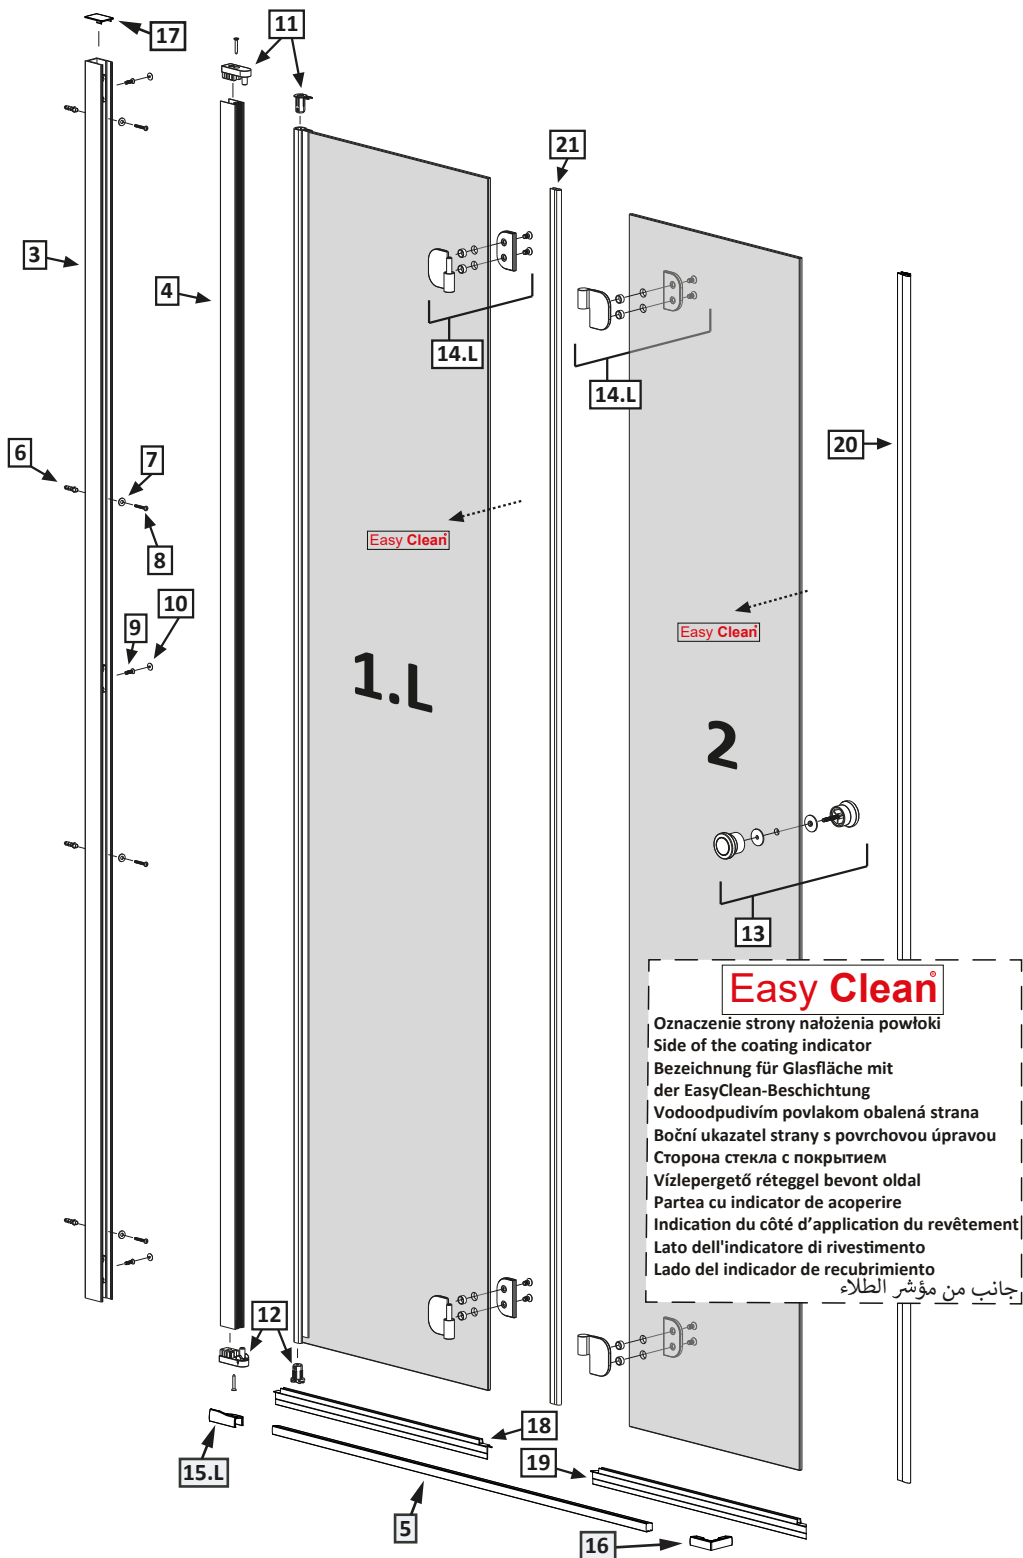 17
11
21
3
4
14.L
14.L
20
6
7
8
Easy Clean
10
9
Easy Clean
1.L
2
13
Easy Clean®
Oznaczenie strony nałożenia powłoki
Side of the coating indicator
Bezeichnung für Glasfläche mit
der EasyClean-Beschichtung
Vodoodpudivím povlakom obalená strana
Boční ukazatel strany s povrchovou úpravou
Сторона стекла с покрытием
Vízlepergető réteggel bevont oldal
Partea cu indicator de acoperire
Indication du côté d’application du revêtement
Lato dell'indicatore di rivestimento
Lado del indicador de recubrimiento
جانب من مؤشر الطلاء
12
18
19
15.L
5
16